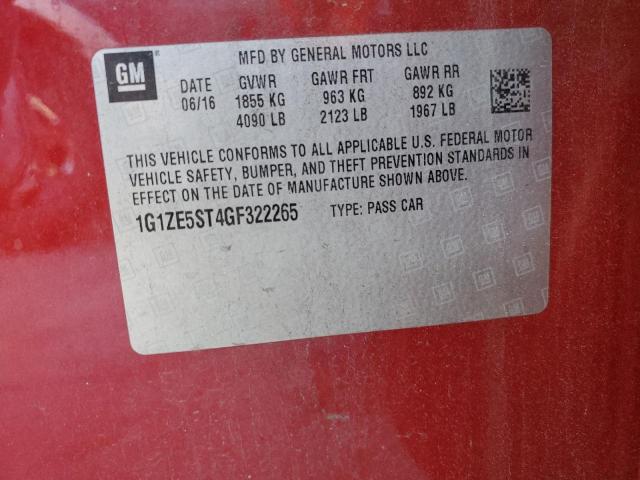 GM
MFD BY GENERAL MOTORS LLC
DATE GVWR GAWR FRT GAWR RR
06/16 1855 KG 963 KG 892 KG
4090 LB 2123 LB 1967 LB
THIS VEHICLE CONFORMS TO ALL APPLICABLE U.S. FEDERAL MOTOR
VEHICLE SAFETY, BUMPER, AND THEFT PREVENTION STANDARDS IN
EFFECT ON THE DATE OF MANUFACTURE SHOWN ABOVE.
1G1ZE5ST4GF322265 TYPE: PASS CAR